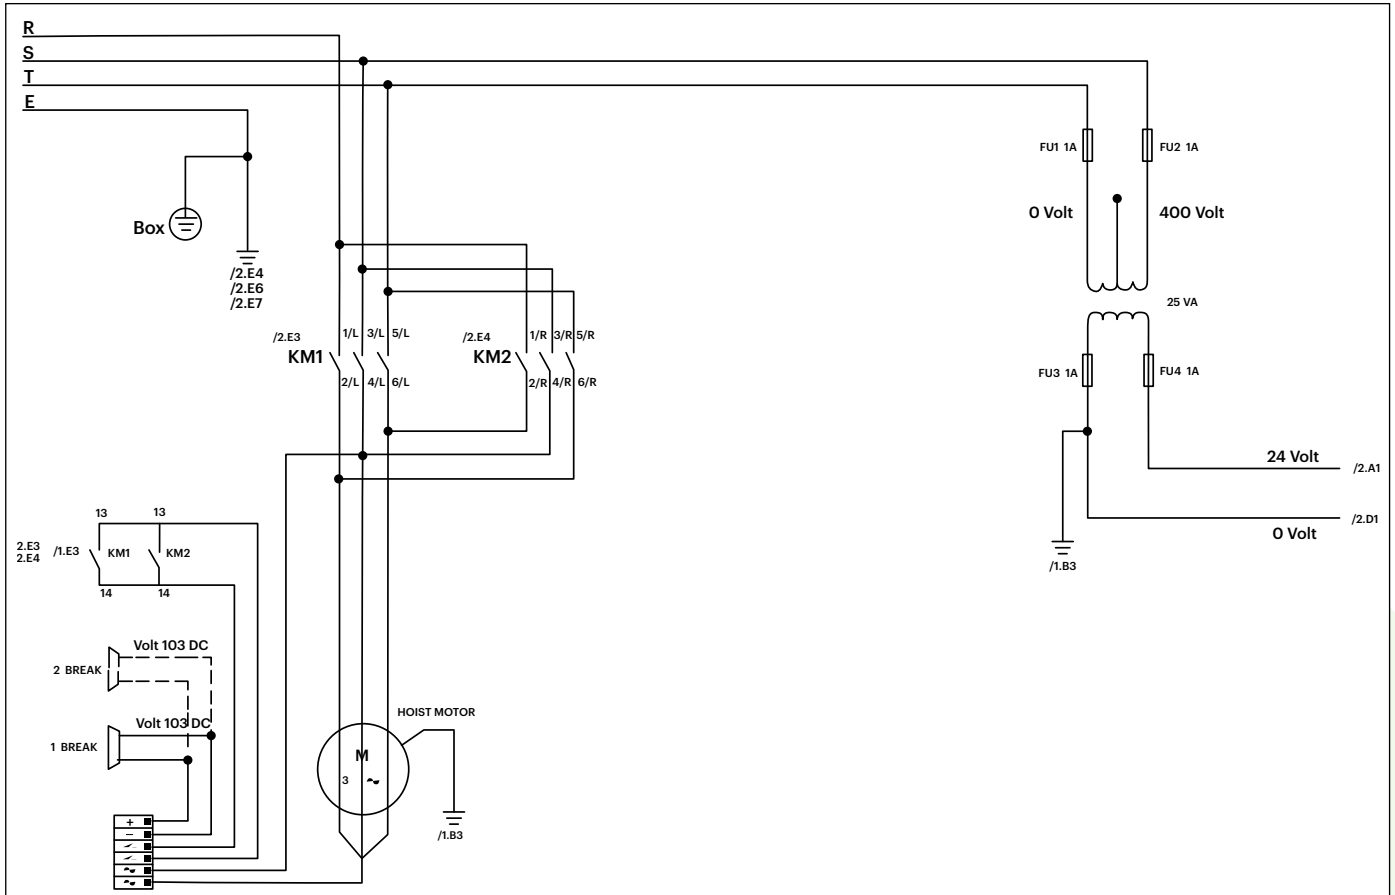 R
S
T
E
FU1 1A
FU2 1A
0 Volt
400 Volt
Box
/2.E4
/2.E6
/2.E7
25 VA
/2.E3
KM1
1/L
3/L
5/L
2/L
4/L
6/L
/2.E4
KM2
1/R
3/R
5/R
2/R
4/R
6/R
FU3 1A
FU4 1A
24 Volt
/2.A1
/2.D1
0 Volt
/1.B3
13
13
2.E3
2.E4
/1.E3
KM1
KM2
14
14
Volt 103 DC
2 BREAK
Volt 103 DC
1 BREAK
HOIST MOTOR
M
3
/1.B3
+
−